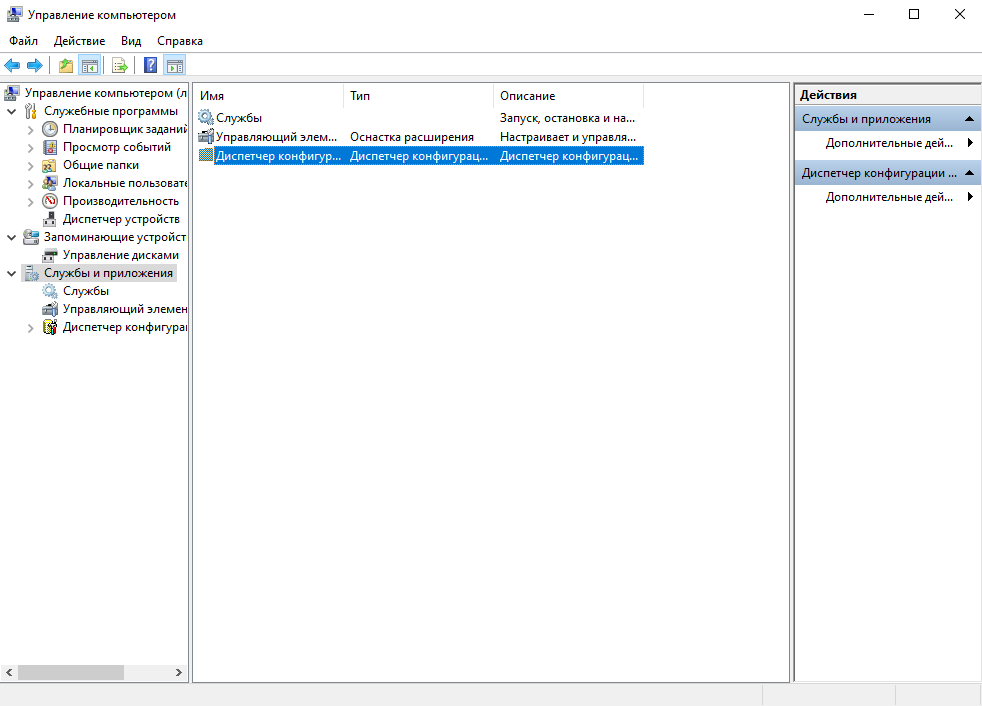 Управление компьютером
Файл Действие Вид Справка
Управление компьютером (л
Служебные программы
Планировщик заданий
Просмотр событий
Общие папки
Локальные пользовате
Производительность
Диспетчер устройств
Запоминающие устройст
Управление дисками
Службы и приложения
Службы
Управляющий элемен
Диспетчер конфигура
Имя Тип Описание
Службы Запуск, остановка и на...
Управляющий элем... Оснастка расширения Настраивает и управля...
Диспетчер конфигур... Диспетчер конфигурац... Диспетчер конфигурац...
Действия
Службы и приложения
Дополнительные дей...
Диспетчер конфигурации ...
Дополнительные дей...